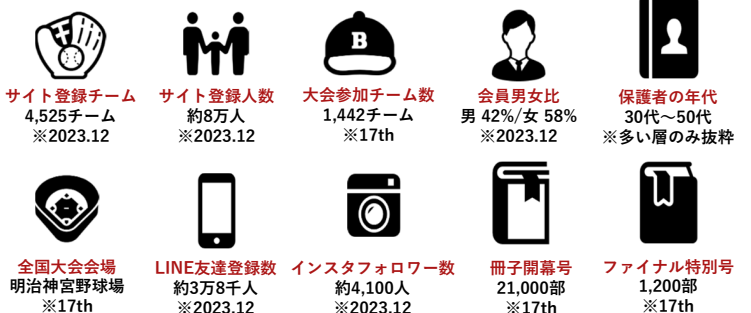 B
サイト登録チーム
4,525チーム
※2023.12
サイト登録人数
約8万人
※2023.12
大会参加チーム数
1,442チーム
※17th
会員男女比
男 42%/女 58%
※2023.12
保護者の年代
30代～50代
※多い層のみ抜粋
全国大会会場
明治神宮野球場
※17th
LINE友達登録数
約3万8千人
※2023.12
インスタフォロワー数
約4,100人
※2023.12
冊子開幕号
21,000部
※17th
ファイナル特別号
1,200部
※17th